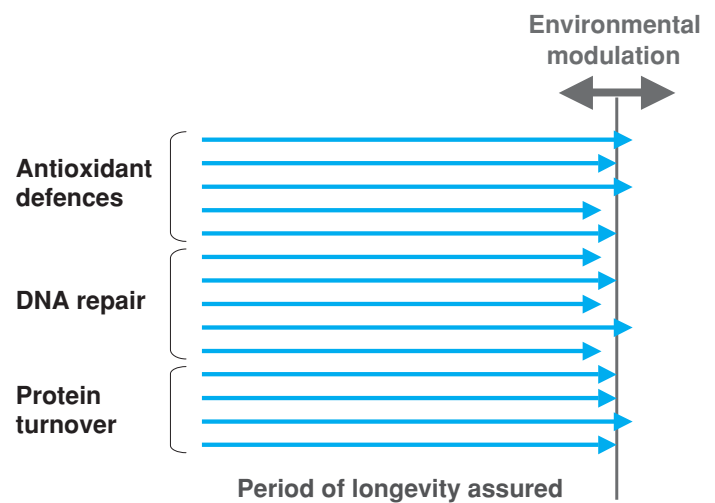 Environmental
modulation
Antioxidant
defences
DNA repair
Protein
turnover
Period of longevity assured